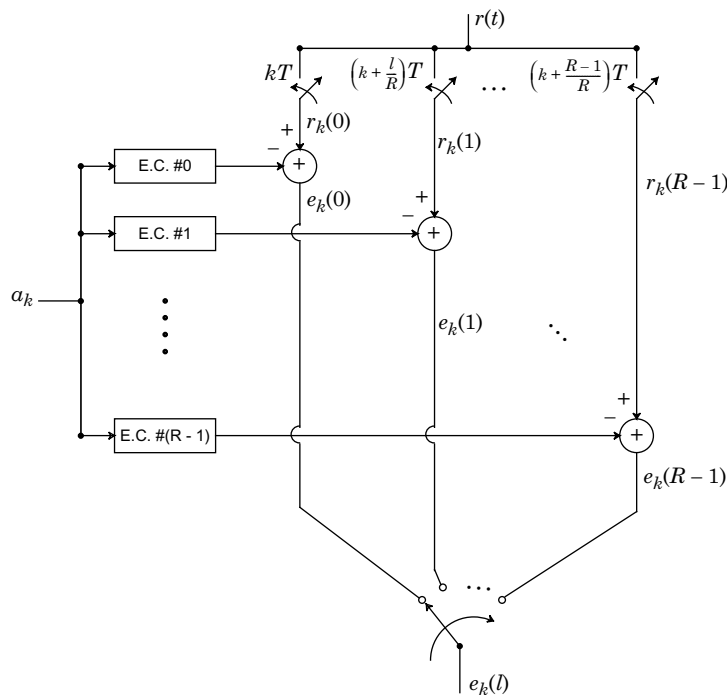 r(t)
kT
(k + l/R)T
...
(k + R – 1/R)T
+
r_k(0)
r_k(1)
r_k(R – 1)
–
+
E.C. #0
e_k(0)
+
–
+
E.C. #1
a_k
e_k(1)
+
–
+
E.C. #(R - 1)
e_k(R – 1)
...
e_k(l)